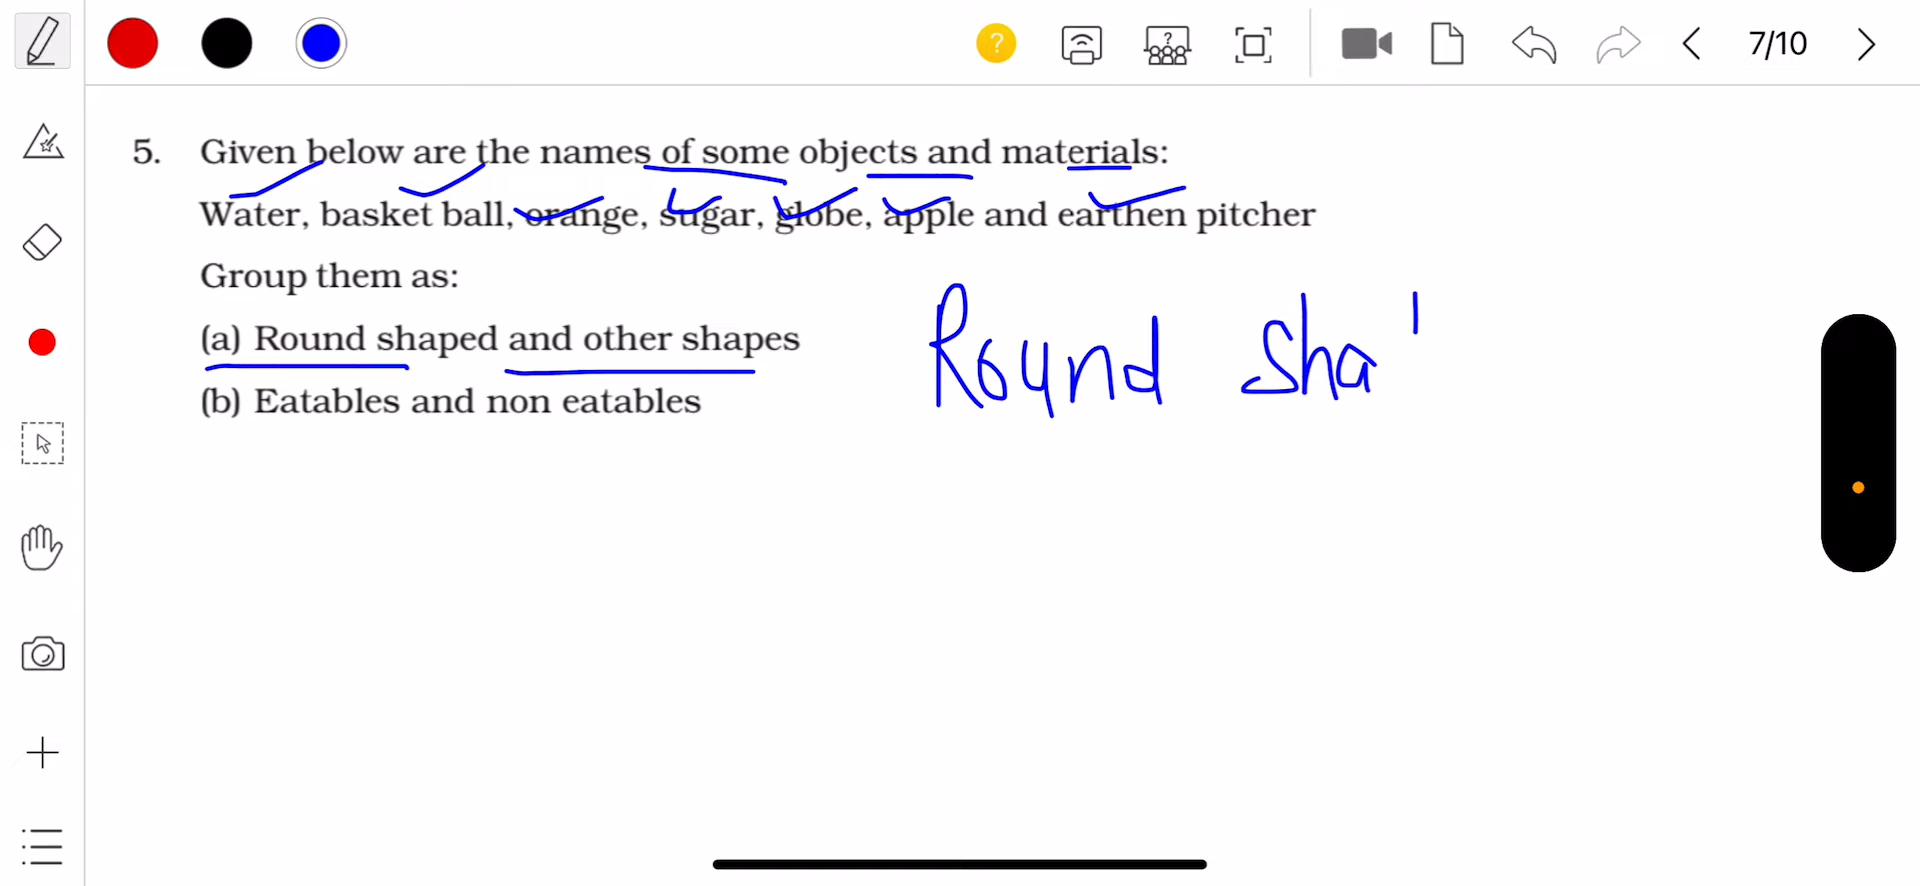 7/10
5. Given below are the names of some objects and materials:
Water, basket ball, orange, sugar, globe, apple and earthen pitcher
Group them as:
(a) Round shaped and other shapes
(b) Eatables and non eatables
Round sha